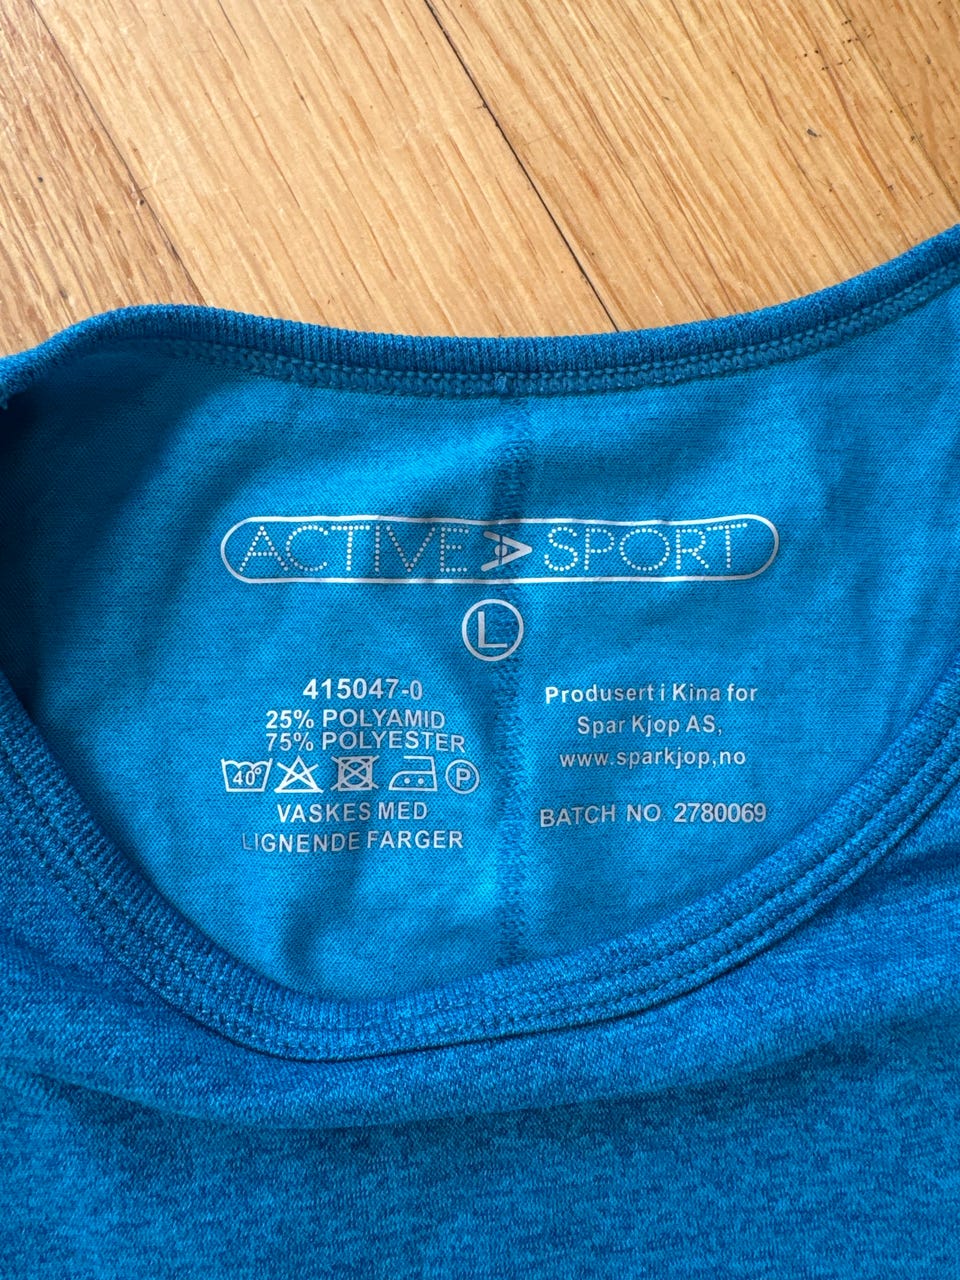 ACTIVE A SPORT
L
415047-0
25% POLYAMID
75% POLYESTER
40° P
VASKES MED
LIGNENDE FARGER
Produsert i Kina for
Spar Kjop AS,
www.sparkjop,no
BATCH NO 2780069